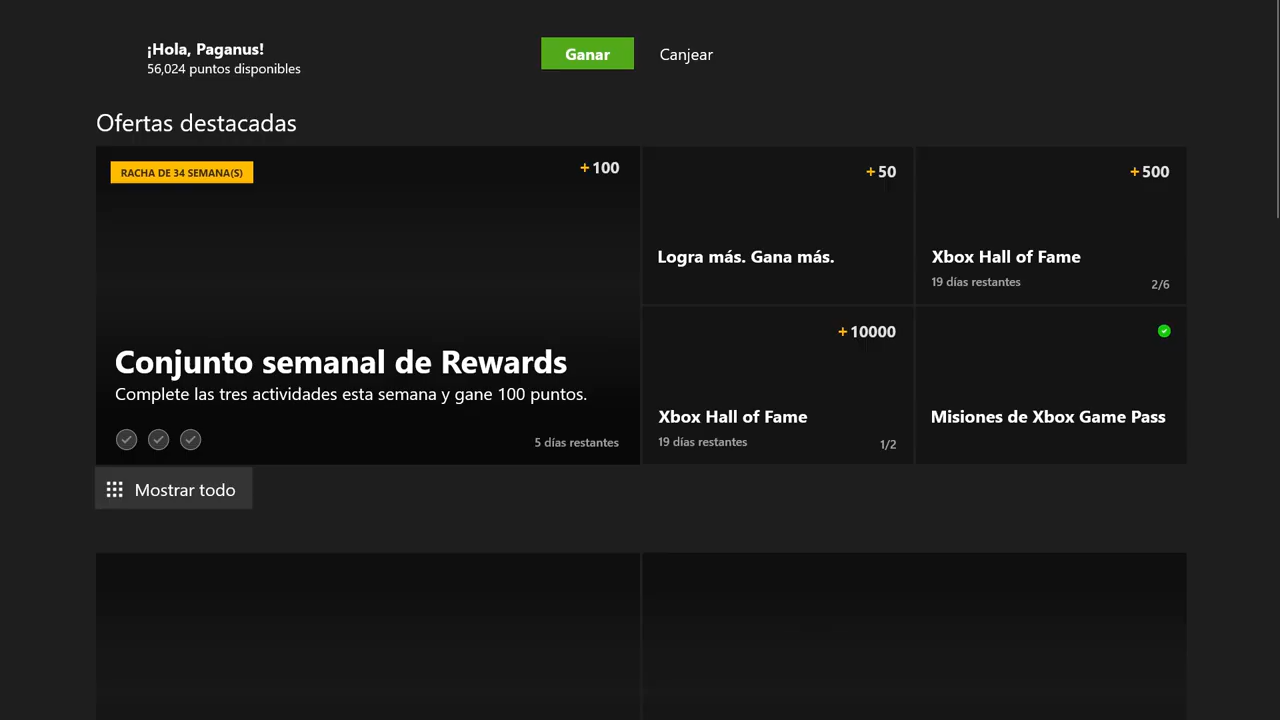 ¡Hola, Paganus!
56,024 puntos disponibles
Ganar
Canjear
Ofertas destacadas
RACHA DE 34 SEMANA(S)
+100
Conjunto semanal de Rewards
Complete las tres actividades esta semana y gane 100 puntos.
5 días restantes
+50
Logra más. Gana más.
+500
Xbox Hall of Fame
19 días restantes
2/6
+10000
Xbox Hall of Fame
19 días restantes
1/2
Misiones de Xbox Game Pass
Mostrar todo